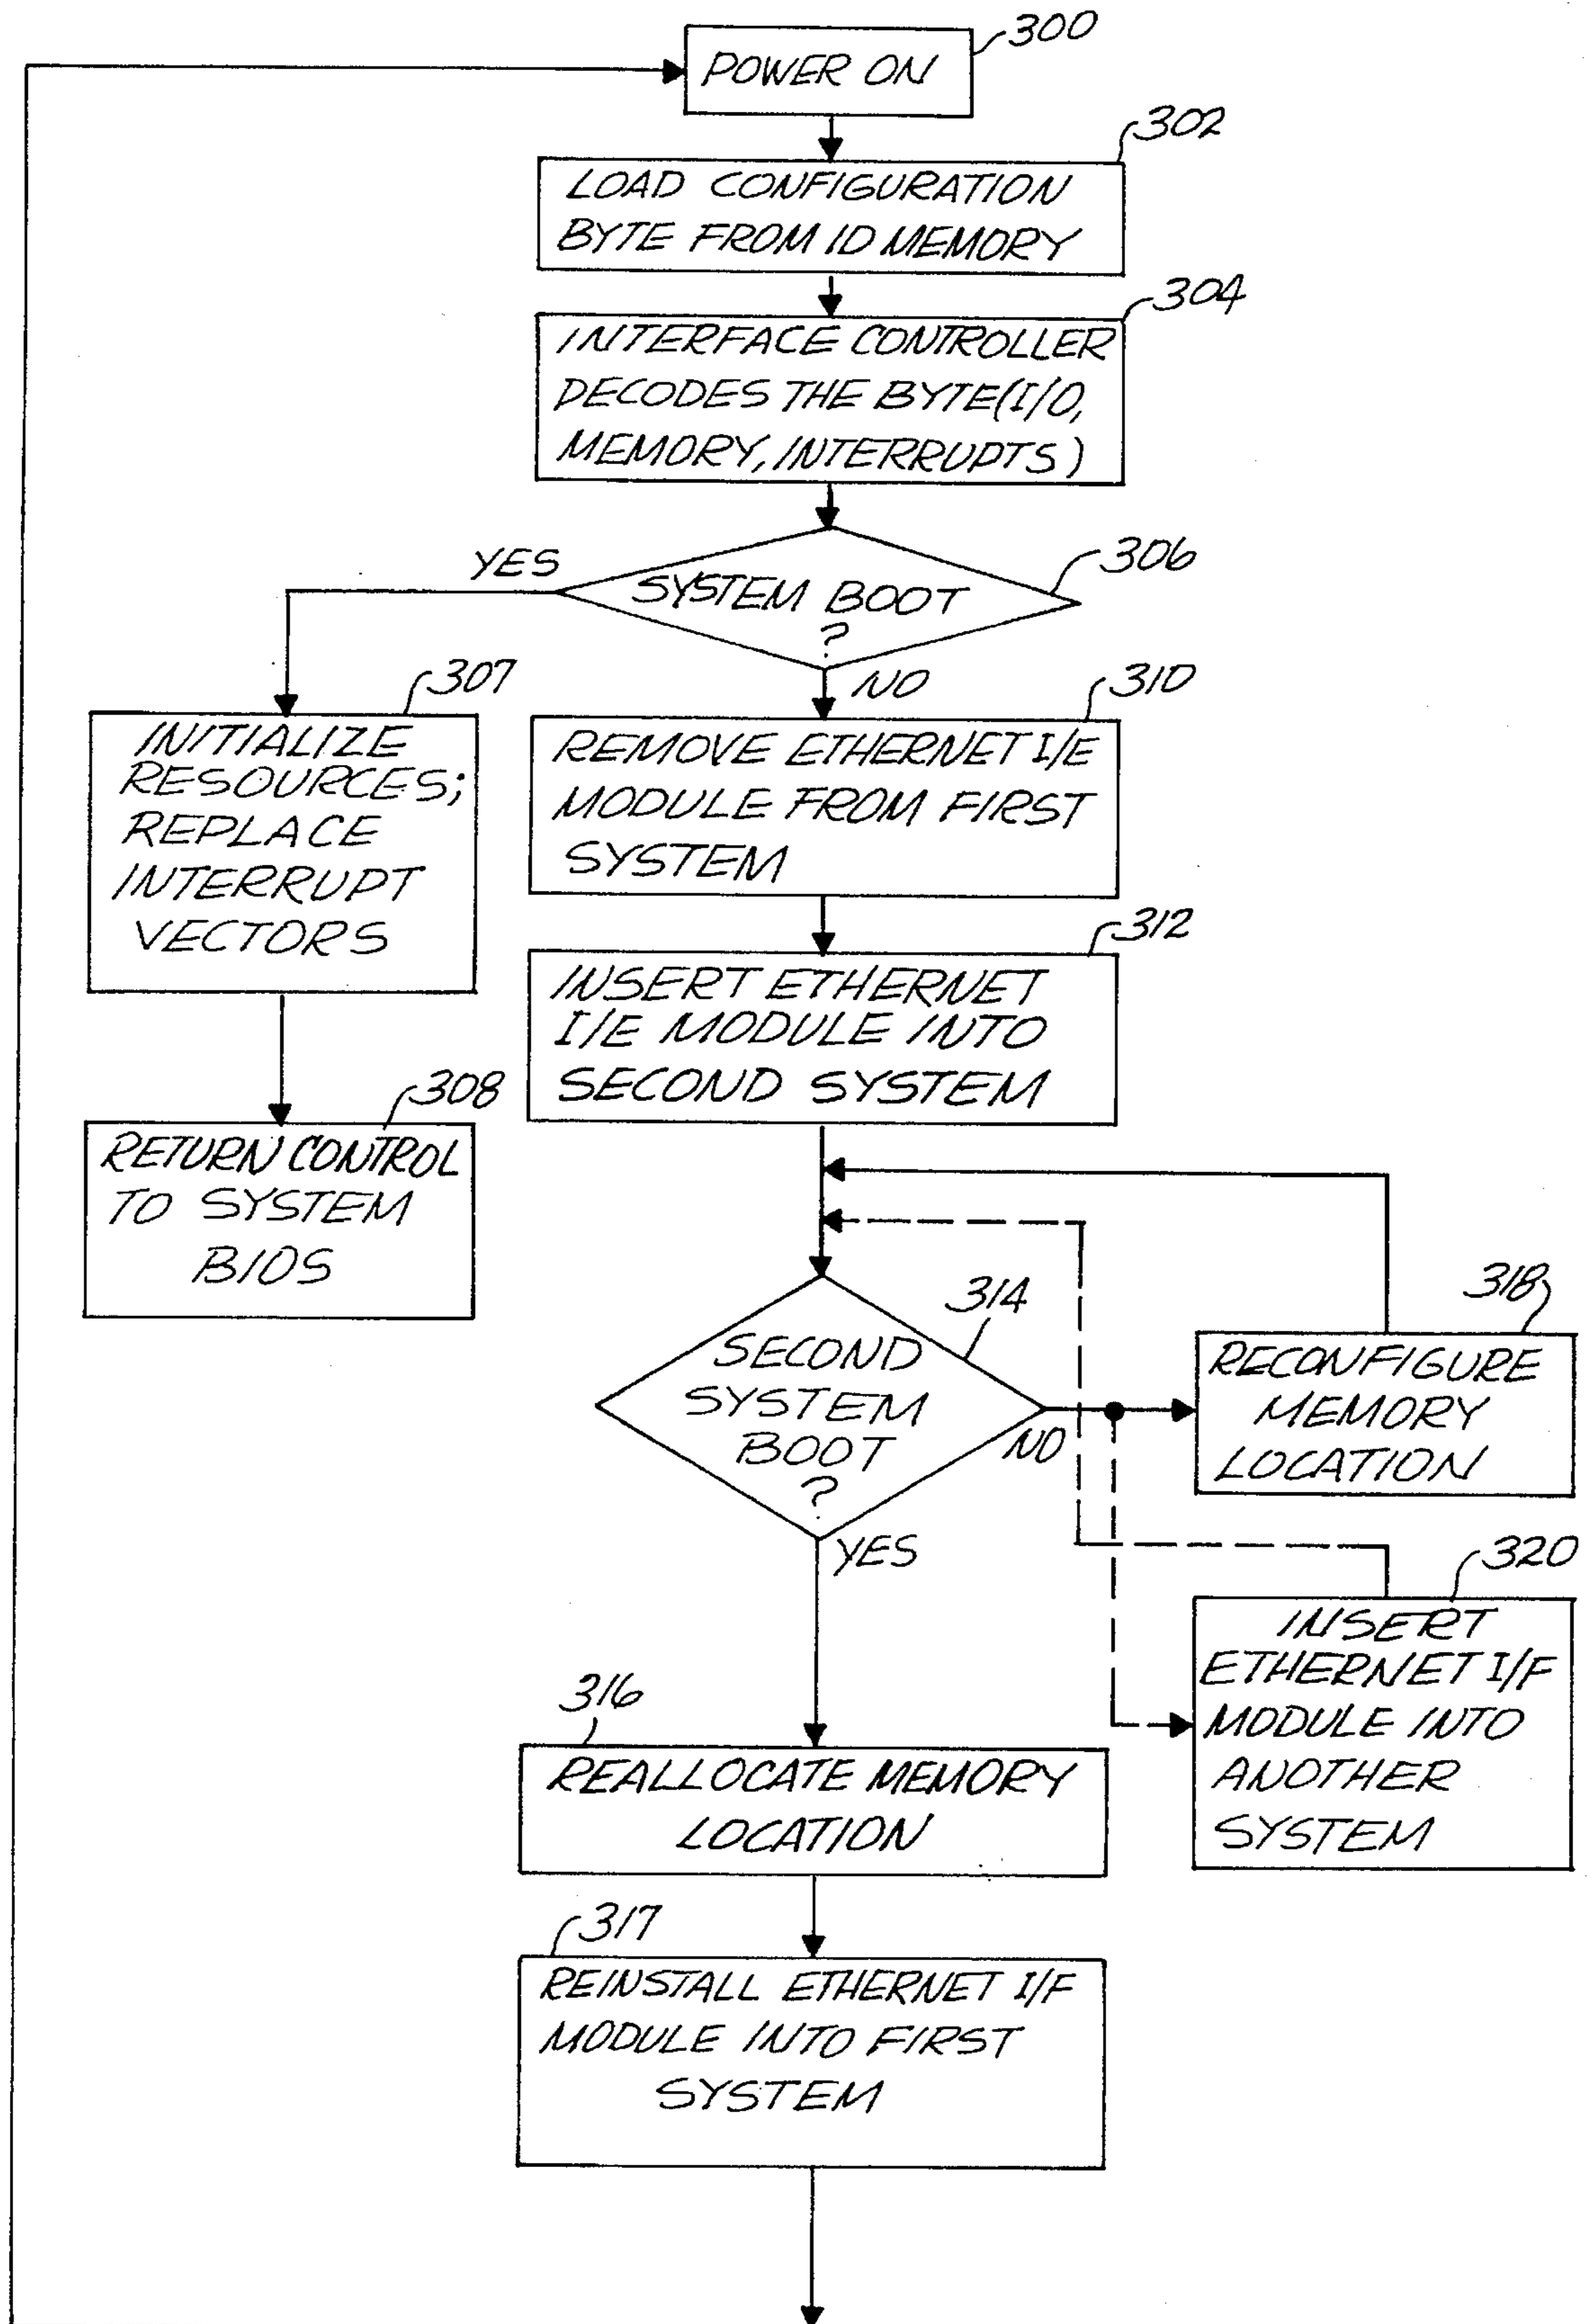 300
POWER ON
302
LOAD CONFIGURATION
BYTE FROM ID MEMORY
304
INTERFACE CONTROLLER
DECODES THE BYTE(I/O,
MEMORY, INTERRUPTS)
306
YES
SYSTEM BOOT
?
NO
307
INITIALIZE
RESOURCES;
REPLACE
INTERRUPT
VECTORS
308
RETURN CONTROL
TO SYSTEM
BIOS
310
REMOVE ETHERNET I/E
MODULE FROM FIRST
SYSTEM
312
INSERT ETHERNET
I/E MODULE INTO
SECOND SYSTEM
314
SECOND
SYSTEM
BOOT
?
NO
YES
318
RECONFIGURE
MEMORY
LOCATION
320
INSERT
ETHERNET I/F
MODULE INTO
ANOTHER
SYSTEM
316
REALLOCATE MEMORY
LOCATION
317
REINSTALL ETHERNET I/F
MODULE INTO FIRST
SYSTEM